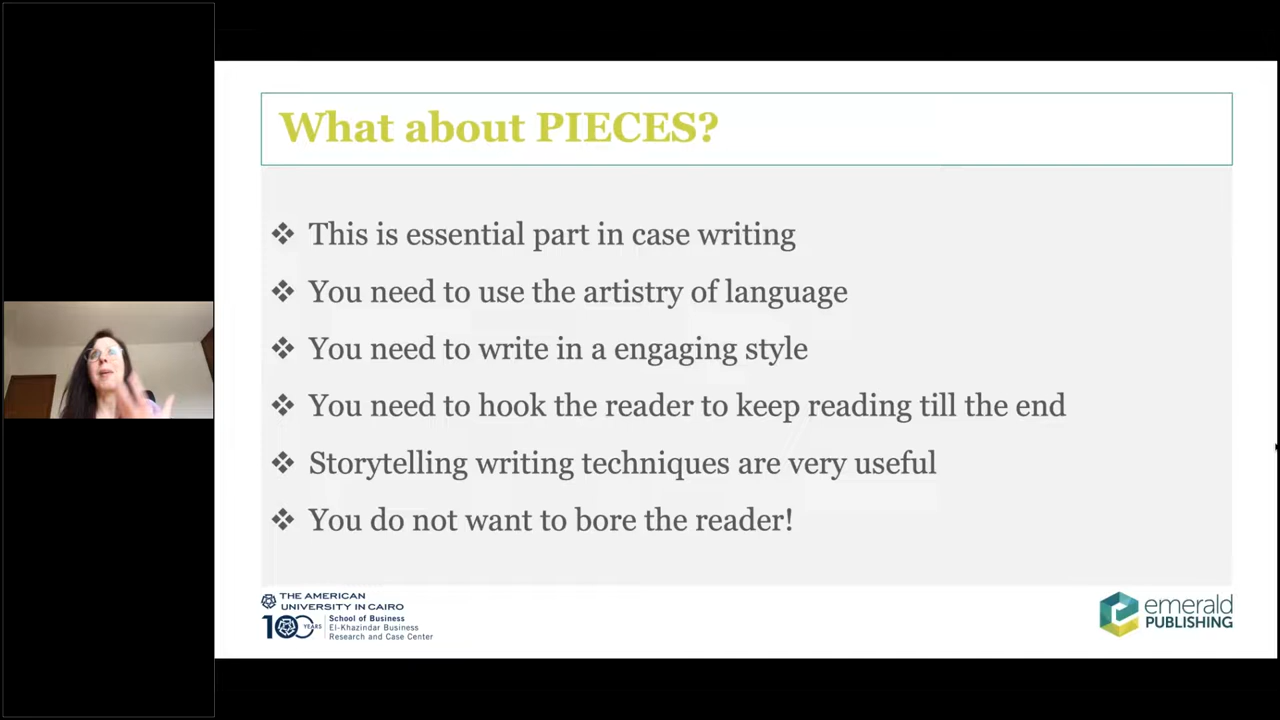 What about PIECES?
❖ This is essential part in case writing
❖ You need to use the artistry of language
❖ You need to write in a engaging style
❖ You need to hook the reader to keep reading till the end
❖ Storytelling writing techniques are very useful
❖ You do not want to bore the reader!
THE AMERICAN
UNIVERSITY IN CAIRO
100 YEARS
School of Business
El-Khazindar Business
Research and Case Center
emerald
PUBLISHING